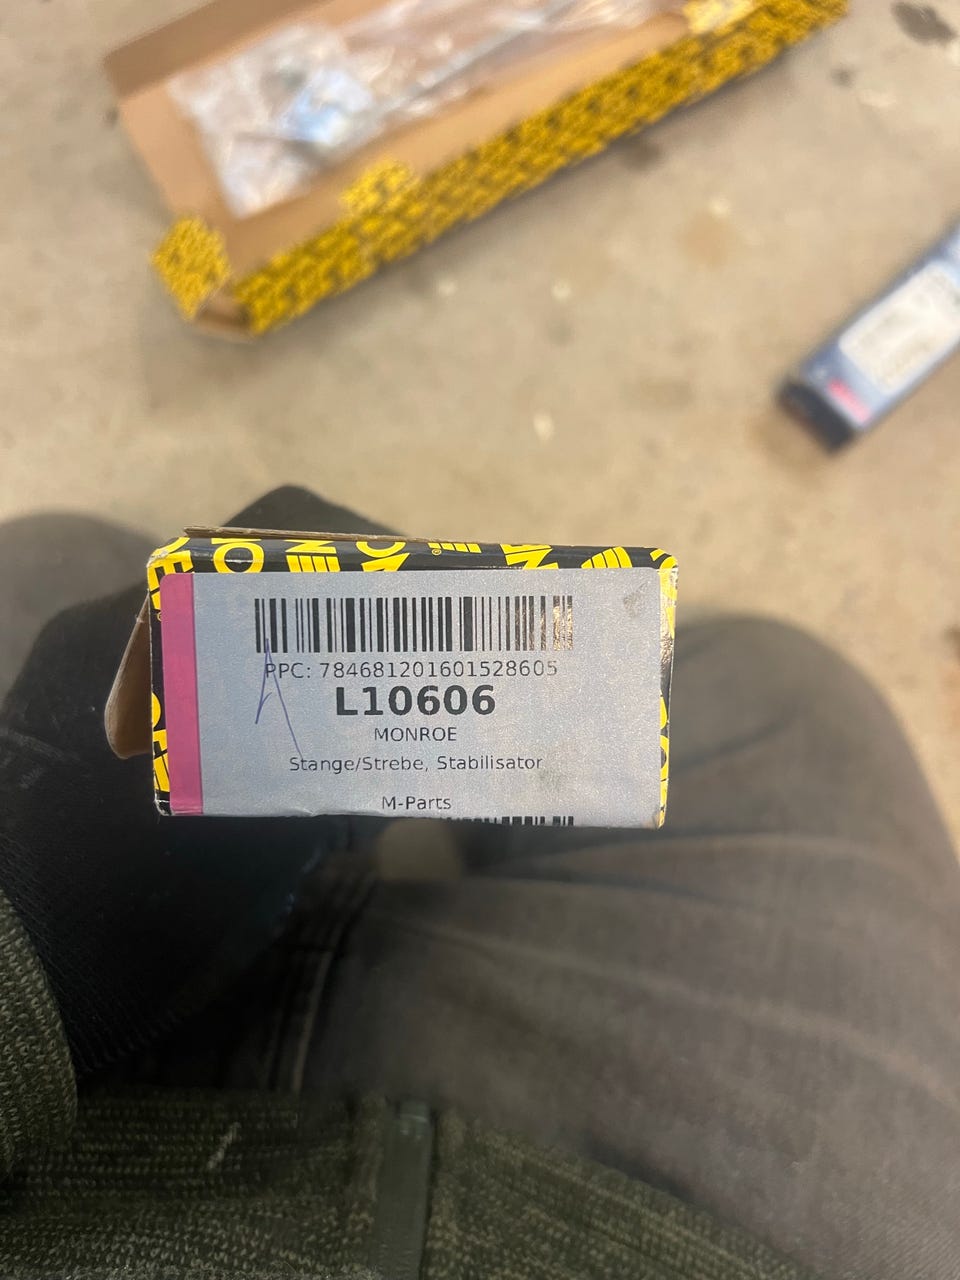 PPC: 784681201601528605
L10606
MONROE
Stange/Strebe, Stabilisator
M-Parts